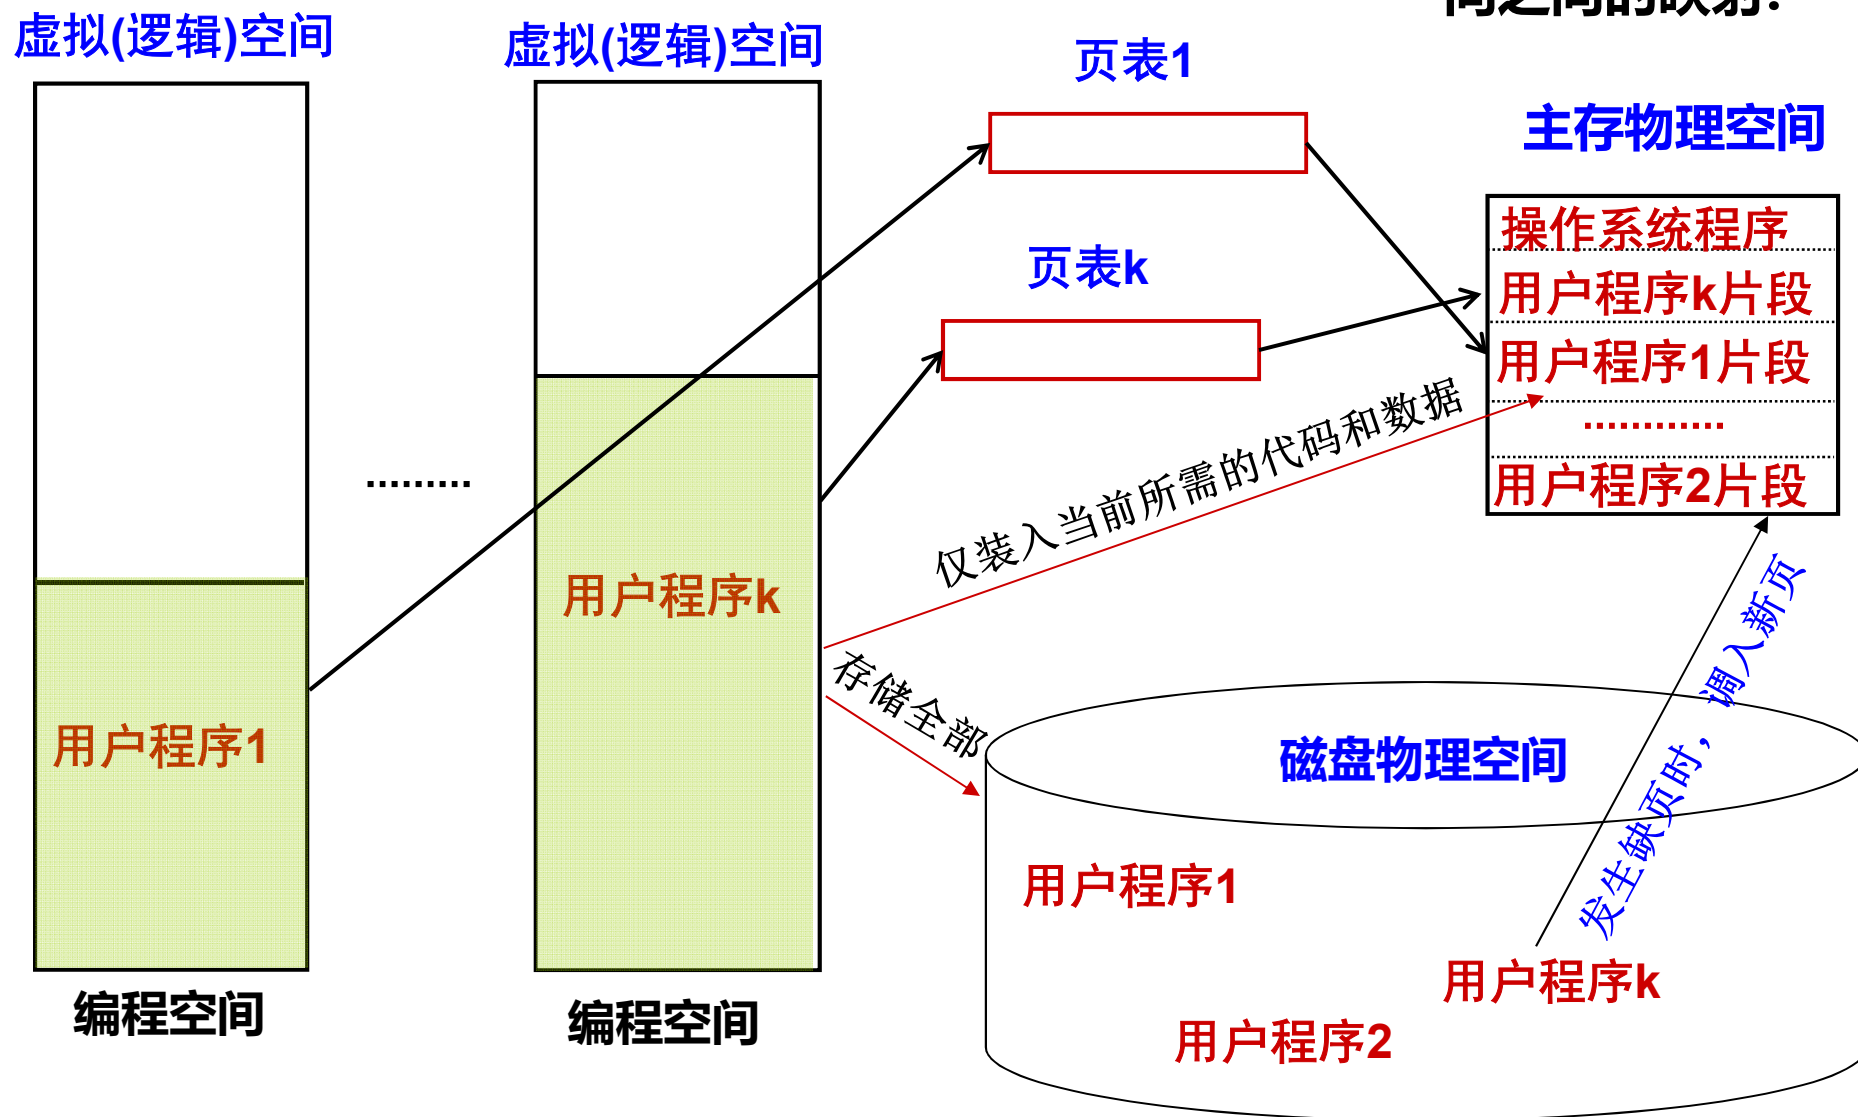 间之间的映射！
虚拟(逻辑)空间
虚拟(逻辑)空间
页表1
主存物理空间
操作系统程序
页表k
用户程序k片段
用户程序1片段
............
用户程序2片段
.........
仅装入当前所需的代码和数据
用户程序k
用户程序1
存储全部
发生缺页时，调入新页
磁盘物理空间
用户程序1
用户程序k
用户程序2
编程空间
编程空间